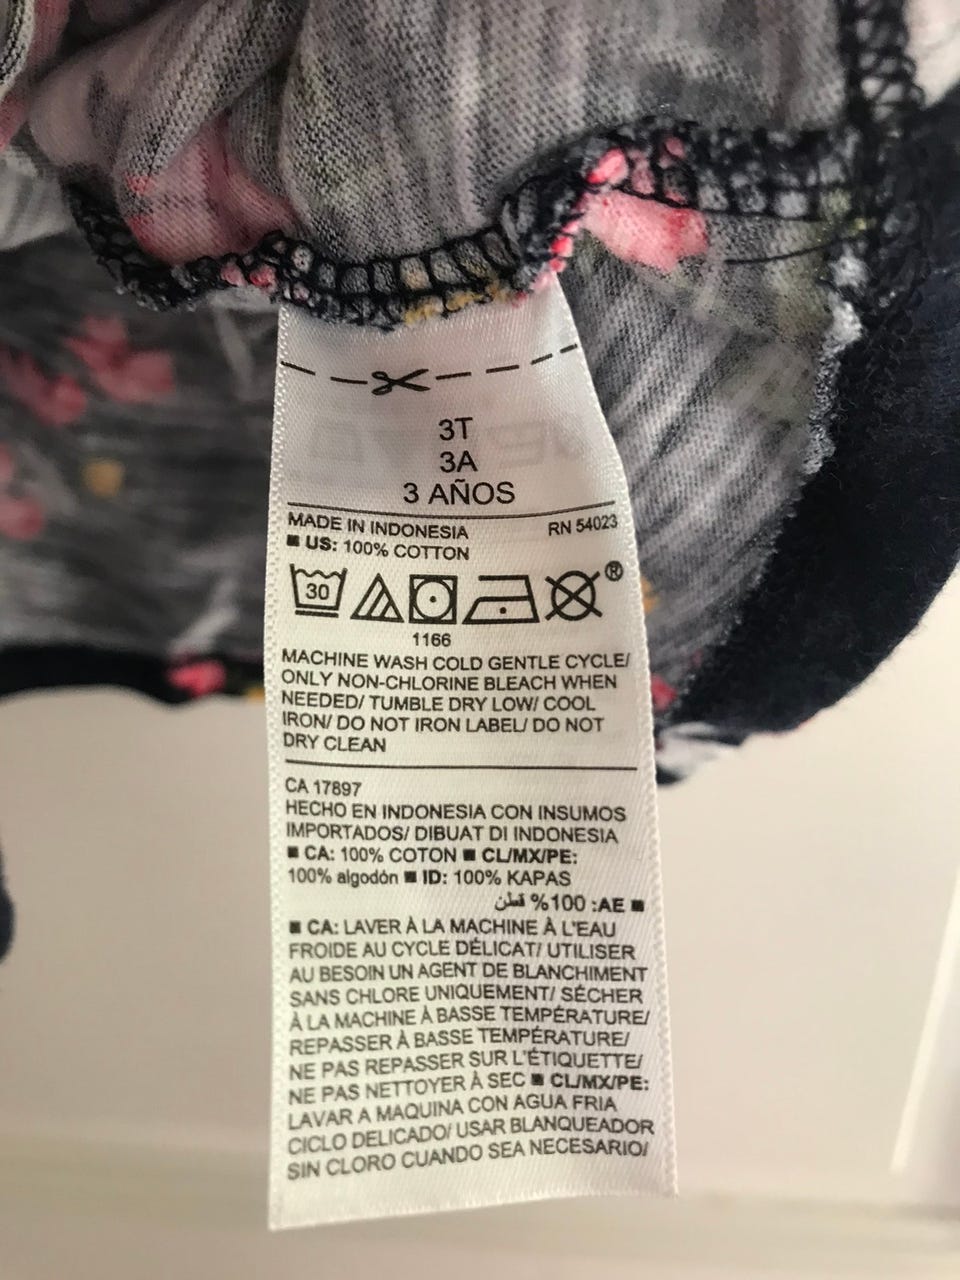 3T
3A
3 AÑOS
MADE IN INDONESIA RN 54023
■ US: 100% COTTON
30 ®
1166
MACHINE WASH COLD GENTLE CYCLE/
ONLY NON-CHLORINE BLEACH WHEN
NEEDED/ TUMBLE DRY LOW/ COOL
IRON/ DO NOT IRON LABEL/ DO NOT
DRY CLEAN
CA 17897
HECHO EN INDONESIA CON INSUMOS
IMPORTADOS/ DIBUAT DI INDONESIA
■ CA: 100% COTON ■ CL/MX/PE:
100% algodón ■ ID: 100% KAPAS
■ AE: 100% قطن
■ CA: LAVER À LA MACHINE À L'EAU
FROIDE AU CYCLE DÉLICAT/ UTILISER
AU BESOIN UN AGENT DE BLANCHIMENT
SANS CHLORE UNIQUEMENT/ SÉCHER
À LA MACHINE À BASSE TEMPÉRATURE/
REPASSER À BASSE TEMPÉRATURE/
NE PAS REPASSER SUR L'ÉTIQUETTE/
NE PAS NETTOYER À SEC ■ CL/MX/PE:
LAVAR A MAQUINA CON AGUA FRIA
CICLO DELICADO/ USAR BLANQUEADOR
SIN CLORO CUANDO SEA NECESARIO/